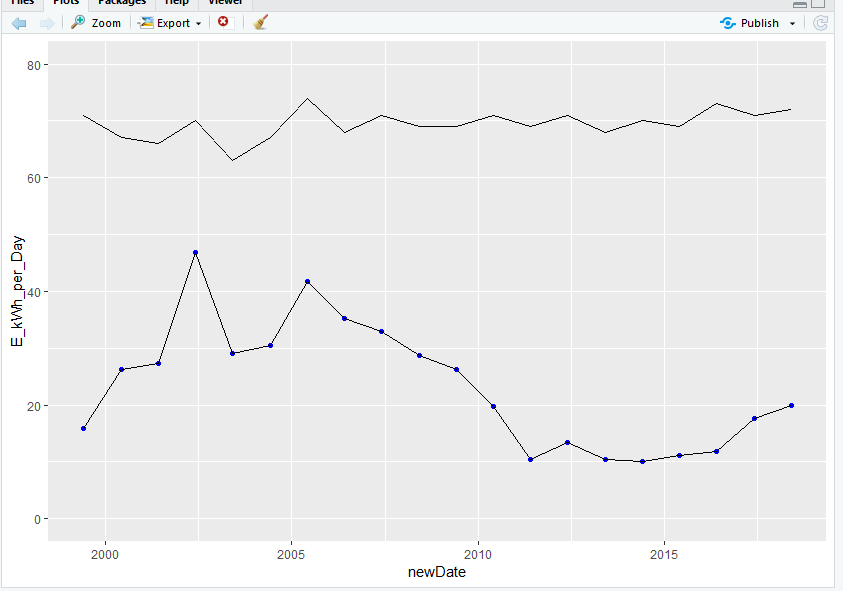 Files Plots Packages Help Viewer
Zoom Export Publish
80
60
40
20
0
E_kWh_per_Day
2000 2005 2010 2015
newDate